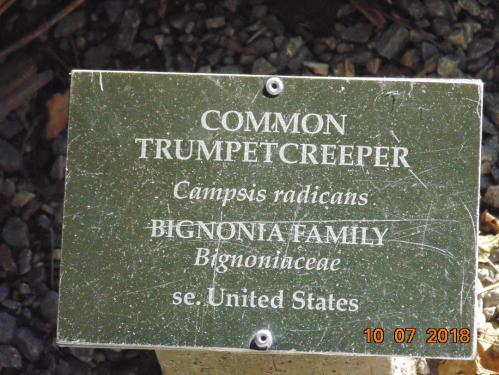 COMMON
TRUMPETCREEPER
Campsis radicans
BIGNONIA FAMILY
Bignoniaceae
se. United States
10 07 2018